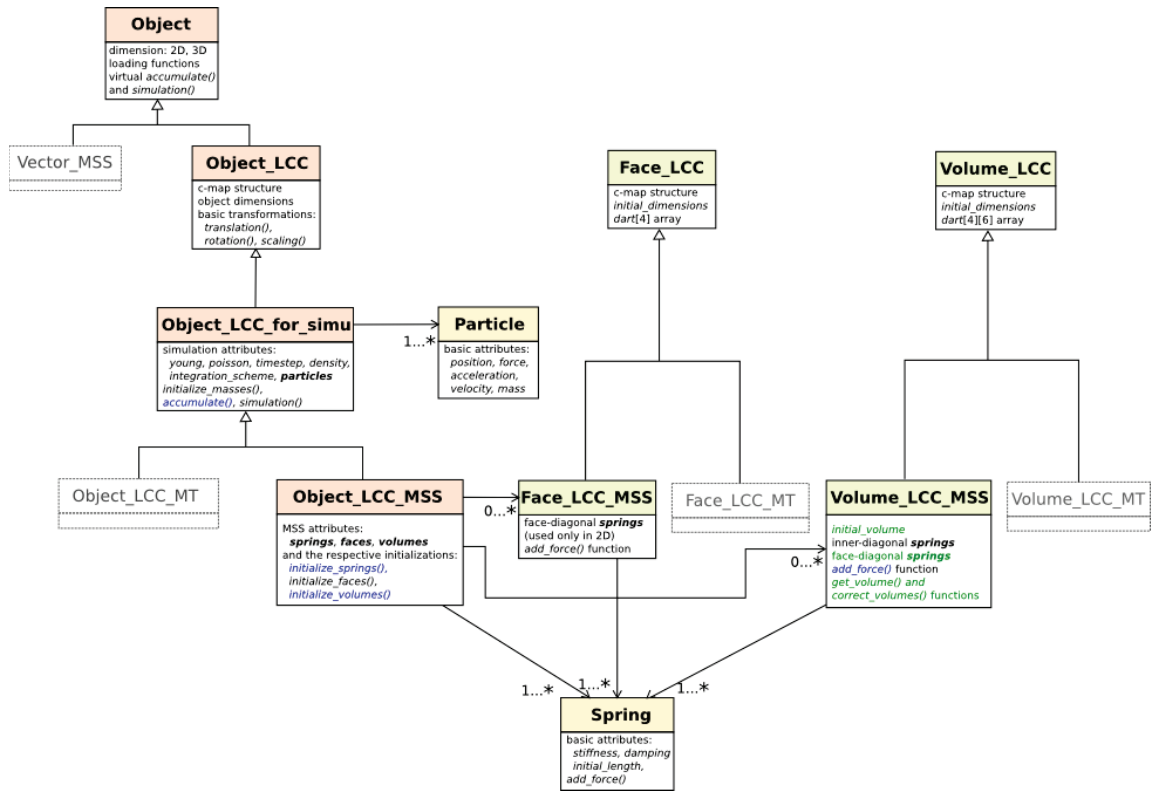 Object
dimension: 2D, 3D
loading functions
virtual accumulate()
and simulation()
Vector_MSS
Object_LCC
c-map structure
object dimensions
basic transformations:
translation(),
rotation(), scaling()
Face_LCC
c-map structure
initial_dimensions
dart[4] array
Volume_LCC
c-map structure
initial_dimensions
dart[4][6] array
Object_LCC_for_simu
simulation attributes:
young, poisson, timestep, density,
integration_scheme, particles
initialize_masses(),
accumulate(), simulation()
1...*
Particle
basic attributes:
position, force,
acceleration,
velocity, mass
Object_LCC_MT
Object_LCC_MSS
MSS attributes:
springs, faces, volumes
and the respective initializations:
initialize_springs(),
initialize_faces(),
initialize_volumes()
0...*
Face_LCC_MSS
face-diagonal springs
(used only in 2D)
add_force() function
Face_LCC_MT
0...*
Volume_LCC_MSS
initial_volume
inner-diagonal springs
face-diagonal springs
add_force() function
get_volume() and
correct_volumes() functions
Volume_LCC_MT
1...*
1...*
1...*
Spring
basic attributes:
stiffness, damping
initial_length,
add_force()